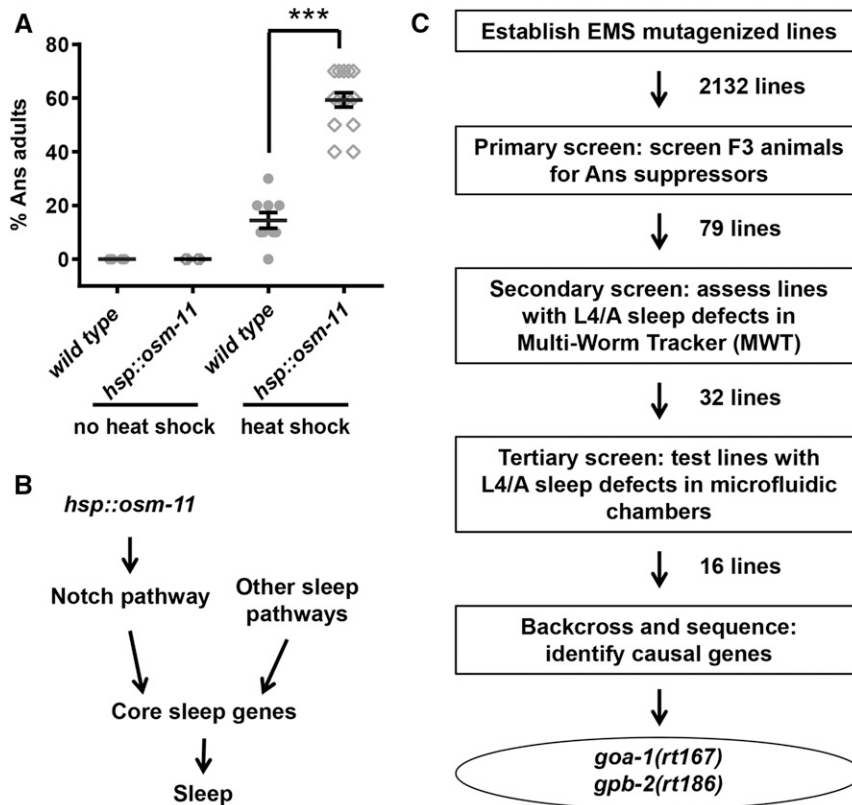 A
***
80
60
40
20
0
% Ans adults
wild type
hsp::osm-11
wild type
hsp::osm-11
no heat shock
heat shock
B
hsp::osm-11
Notch pathway
Other sleep
pathways
Core sleep genes
Sleep
C
Establish EMS mutagenized lines
2132 lines
Primary screen: screen F3 animals
for Ans suppressors
79 lines
Secondary screen: assess lines
with L4/A sleep defects in
Multi-Worm Tracker (MWT)
32 lines
Tertiary screen: test lines with
L4/A sleep defects in microfluidic
chambers
16 lines
Backcross and sequence:
identify causal genes
goa-1(rt167)
gpb-2(rt186)